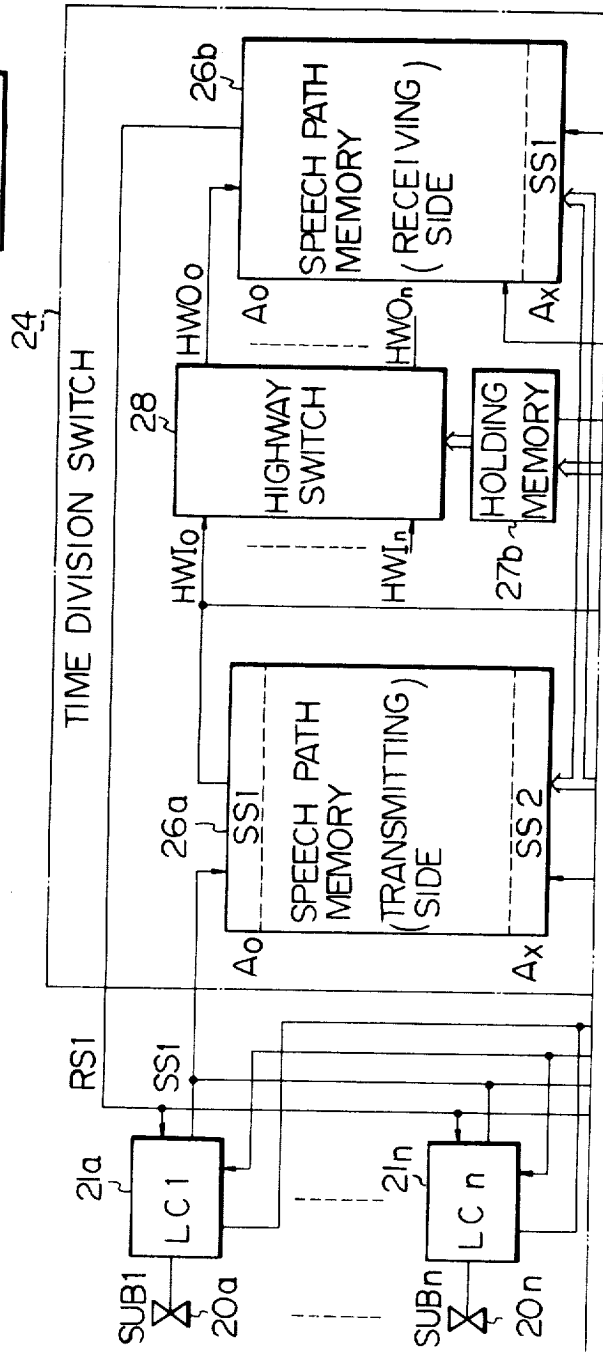 24
TIME DIVISION SWITCH
RS1
SS1
21a
LC1
SUB1
20a
21n
LC n
SUBn
20n
26a
SS1
A0
SPEECH PATH
MEMORY
(TRANSMITTING)
SIDE
Ax
SS2
HWI0
HWIn
28
HIGHWAY
SWITCH
HWO0
HWOn
HOLDING
MEMORY
27b
26b
A0
SPEECH PATH
MEMORY
(RECEIVING)
SIDE
Ax
SS1